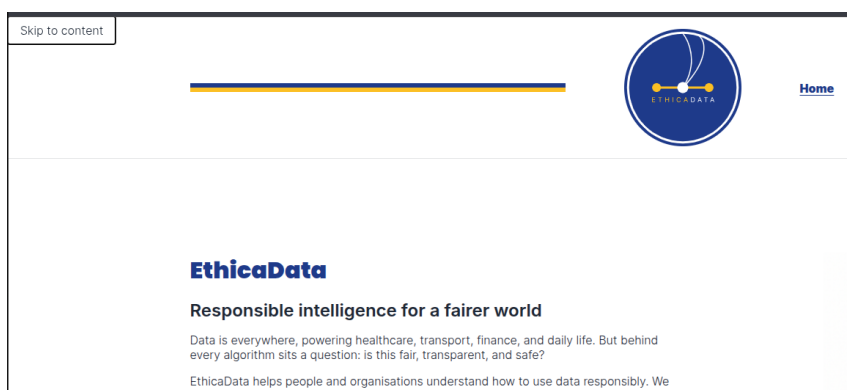 Skip to content
ETHICADATA
Home
EthicaData
Responsible intelligence for a fairer world
Data is everywhere, powering healthcare, transport, finance, and daily life. But behind
every algorithm sits a question: is this fair, transparent, and safe?
EthicaData helps people and organisations understand how to use data responsibly. We